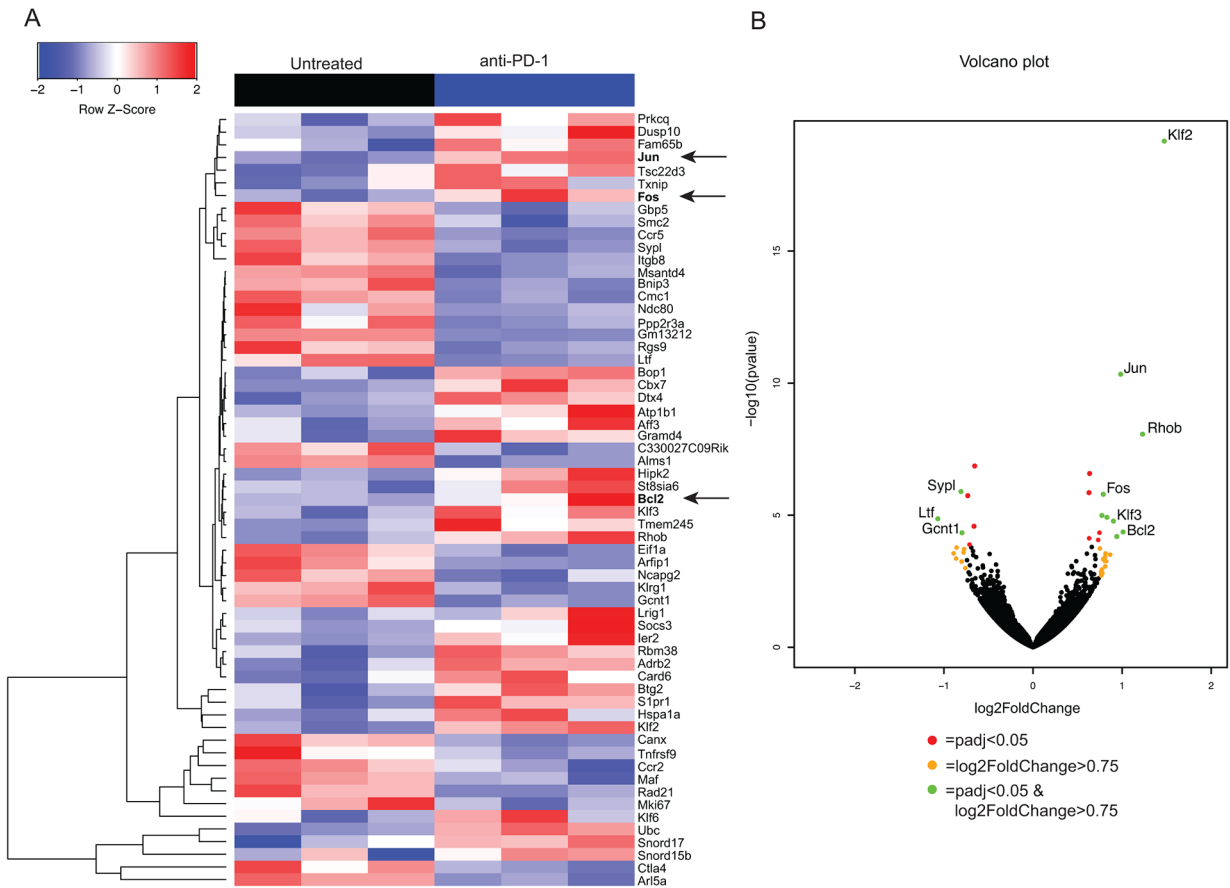 A
−2 −1 0 1 2
Row Z−Score
Untreated
anti-PD-1
Prkcq
Dusp10
Fam65b
Jun
Tsc22d3
Txnip
Fos
Gbp5
Smc2
Ccr5
Sypl
Itgb8
Msantd4
Bnip3
Cmc1
Ndc80
Ppp2r3a
Gm13212
Rgs9
Ltf
Bop1
Cbx7
Dtx4
Atp1b1
Aff3
Gramd4
C330027C09Rik
Alms1
Hipk2
St8sia6
Bcl2
Klf3
Tmem245
Rhob
Eif1a
Arfip1
Ncapg2
Klrg1
Gcnt1
Lrig1
Socs3
Ier2
Rbm38
Adrb2
Card6
Btg2
S1pr1
Hspa1a
Klf2
Canx
Tnfrsf9
Ccr2
Maf
Rad21
Mki67
Klf6
Ubc
Snord17
Snord15b
Ctla4
Arl5a
B
Volcano plot
−log10(pvalue)
15
10
5
0
Klf2
Jun
Rhob
Sypl
Fos
Ltf
Klf3
Gcnt1
Bcl2
−2 −1 0 1 2
log2FoldChange
=padj<0.05
=log2FoldChange>0.75
=padj<0.05 &
log2FoldChange>0.75